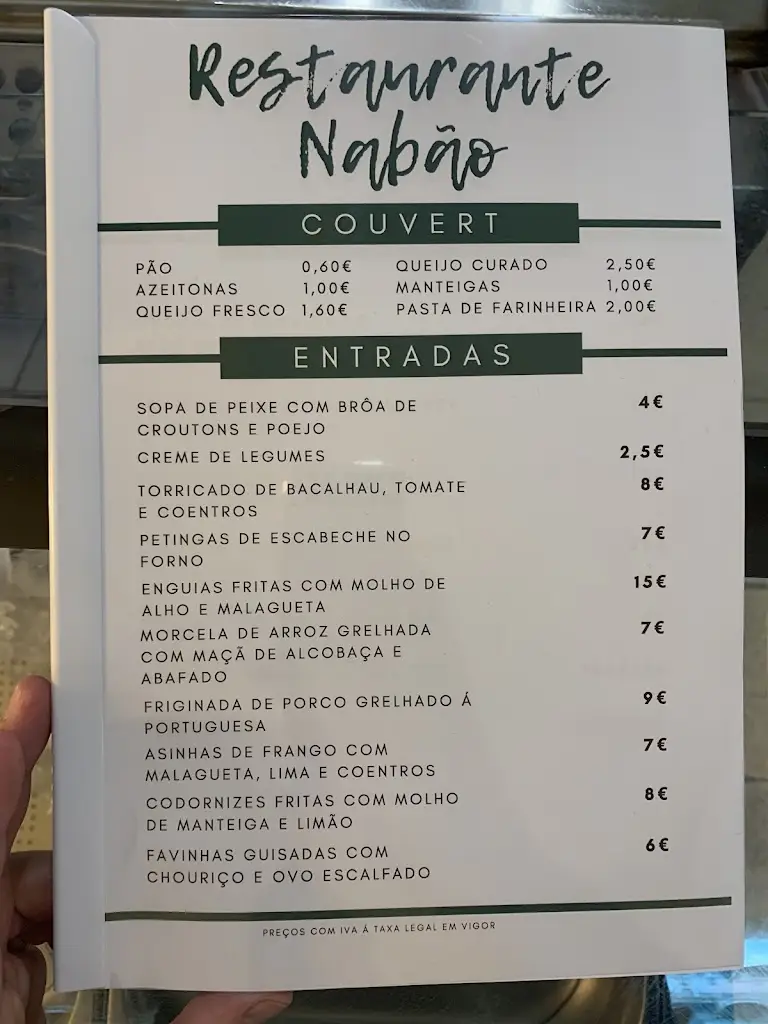 Restaurante
Nabão
COUVERT
PÃO 0,60€ QUEIJO CURADO 2,50€
AZEITONAS 1,00€ MANTEIGAS 1,00€
QUEIJO FRESCO 1,60€ PASTA DE FARINHEIRA 2,00€
ENTRADAS
SOPA DE PEIXE COM BRÔA DE 4€
CROUTONS E POEJO
CREME DE LEGUMES 2,5€
TORRICADO DE BACALHAU, TOMATE 8€
E COENTROS
PETINGAS DE ESCABECHE NO 7€
FORNO
ENGUIAS FRITAS COM MOLHO DE 15€
ALHO E MALAGUETA
MORCELA DE ARROZ GRELHADA 7€
COM MAÇÃ DE ALCOBAÇA E
ABAFADO
FRIGINADA DE PORCO GRELHADO Á 9€
PORTUGUESA
ASINHAS DE FRANGO COM 7€
MALAGUETA, LIMA E COENTROS
CODORNIZES FRITAS COM MOLHO 8€
DE MANTEIGA E LIMÃO
FAVINHAS GUISADAS COM 6€
CHOURIÇO E OVO ESCALFADO
PREÇOS COM IVA Á TAXA LEGAL EM VIGOR